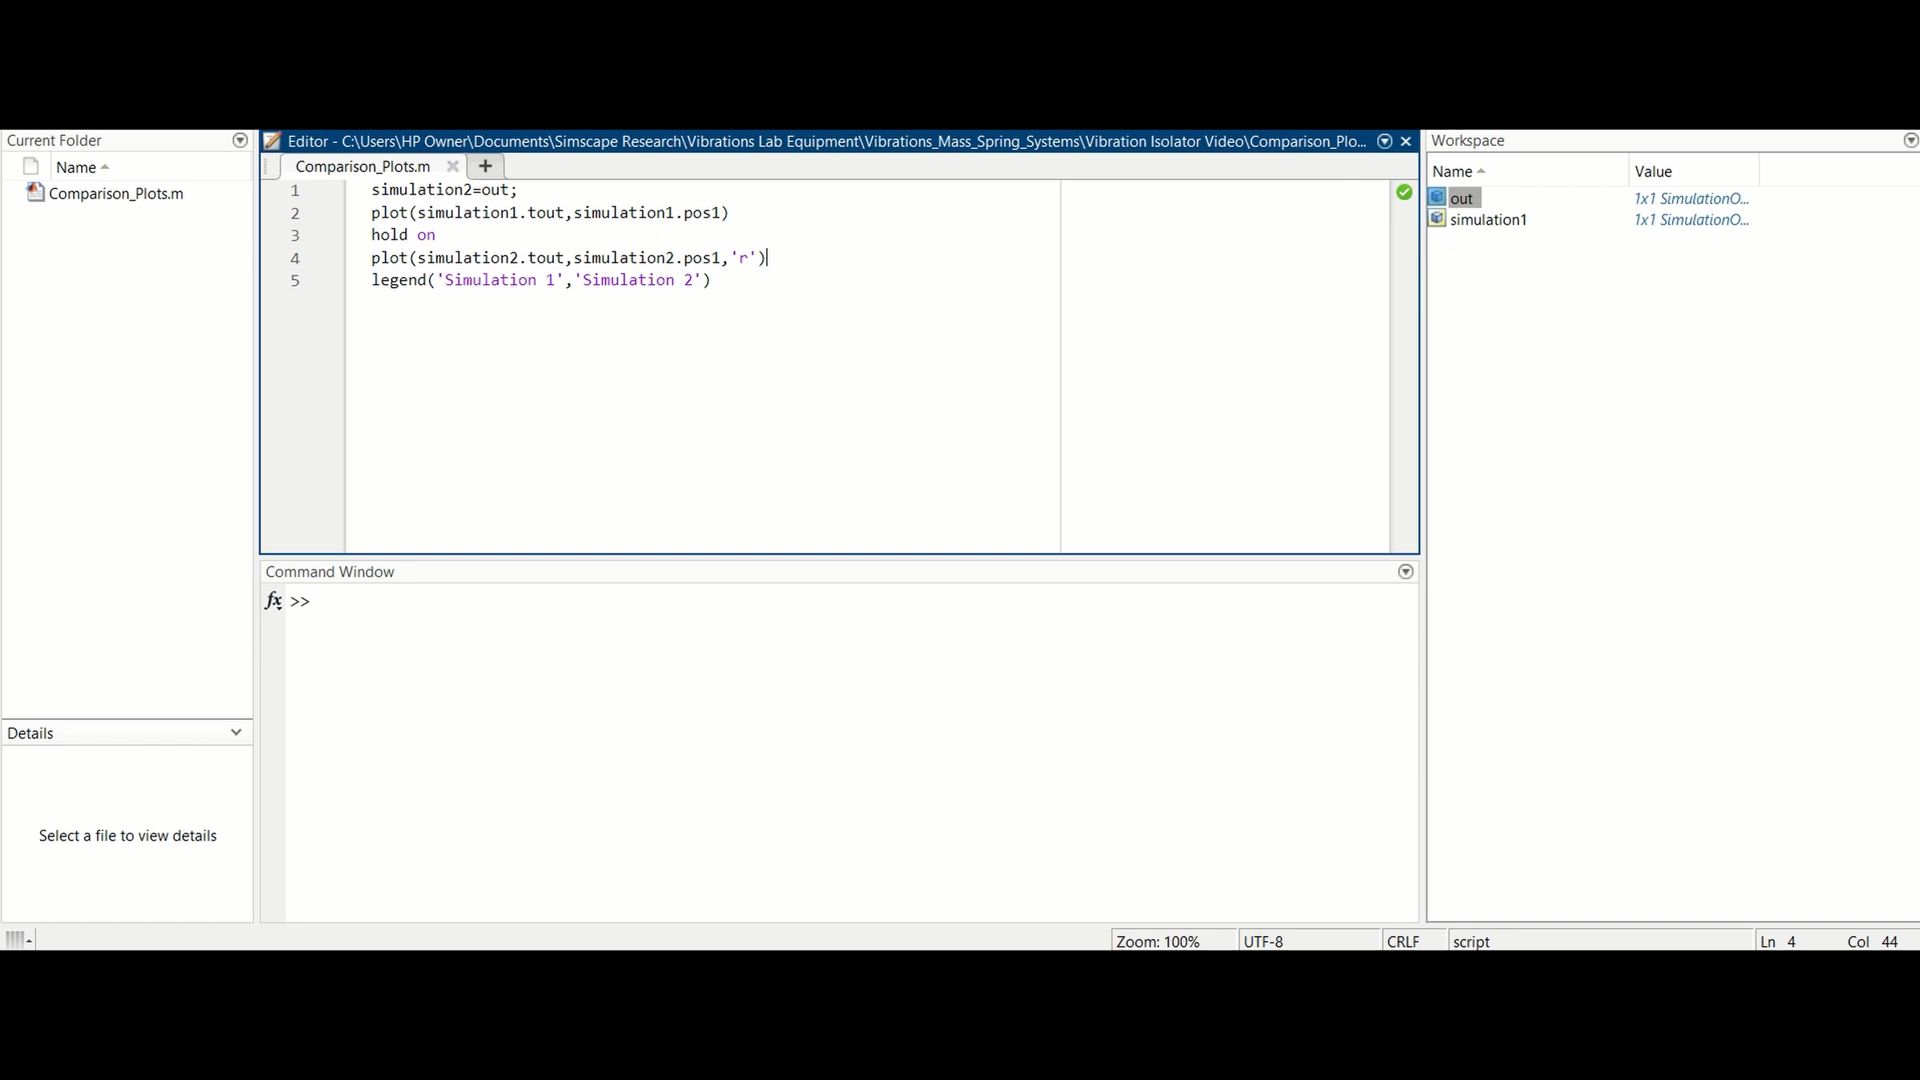 Current Folder
Name
Comparison_Plots.m
Details
Select a file to view details
Editor - C:\Users\HP Owner\Documents\Simscape Research\Vibrations Lab Equipment\Vibrations_Mass_Spring_Systems\Vibration Isolator Video\Comparison_Plo...
Comparison_Plots.m
1 simulation2=out;
2 plot(simulation1.tout,simulation1.pos1)
3 hold on
4 plot(simulation2.tout,simulation2.pos1,'r')
5 legend('Simulation 1','Simulation 2')
Command Window
fx >>
Workspace
Name Value
out 1x1 SimulationO...
simulation1 1x1 SimulationO...
Zoom: 100% UTF-8 CRLF script Ln 4 Col 44